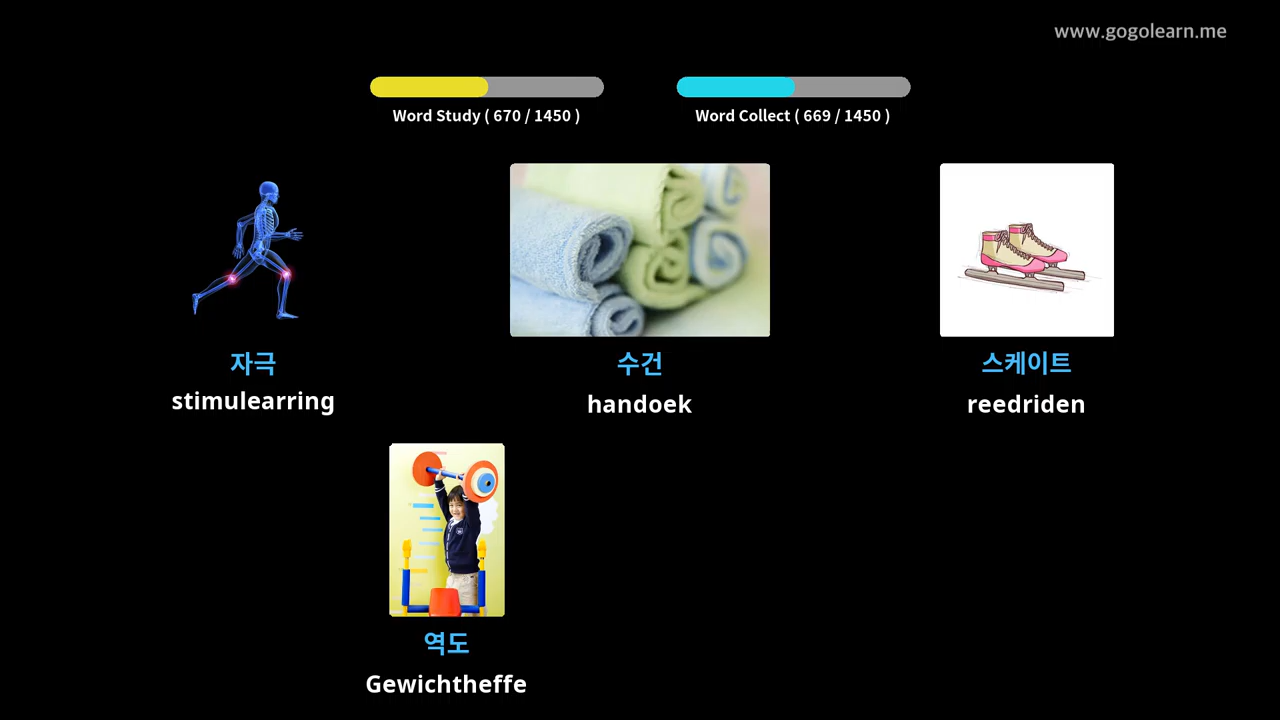 www.gogolearn.me
Word Study ( 670 / 1450 )
Word Collect ( 669 / 1450 )
자극
stimulearring
수건
handoek
스케이트
reedriden
역도
Gewichtheffe